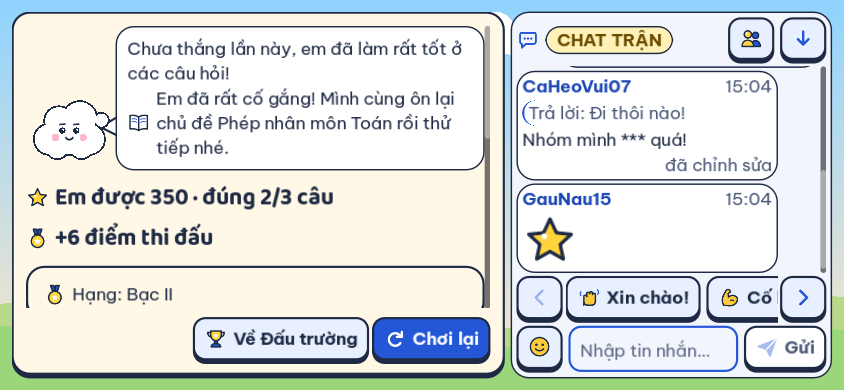 Chưa thắng lần này, em đã làm rất tốt ở
các câu hỏi!
Em đã rất cố gắng! Mình cùng ôn lại
chủ đề Phép nhân môn Toán rồi thử
tiếp nhé.
Em được 350 · đúng 2/3 câu
+6 điểm thi đấu
Hạng: Bạc II
Về Đấu trường
Chơi lại
CHAT TRẬN
CaHeoVui07 15:04
Trả lời: Đi thôi nào!
Nhóm mình *** quá!
đã chỉnh sửa
GauNau15 15:04
Xin chào!
Cố
Nhập tin nhắn...
Gửi